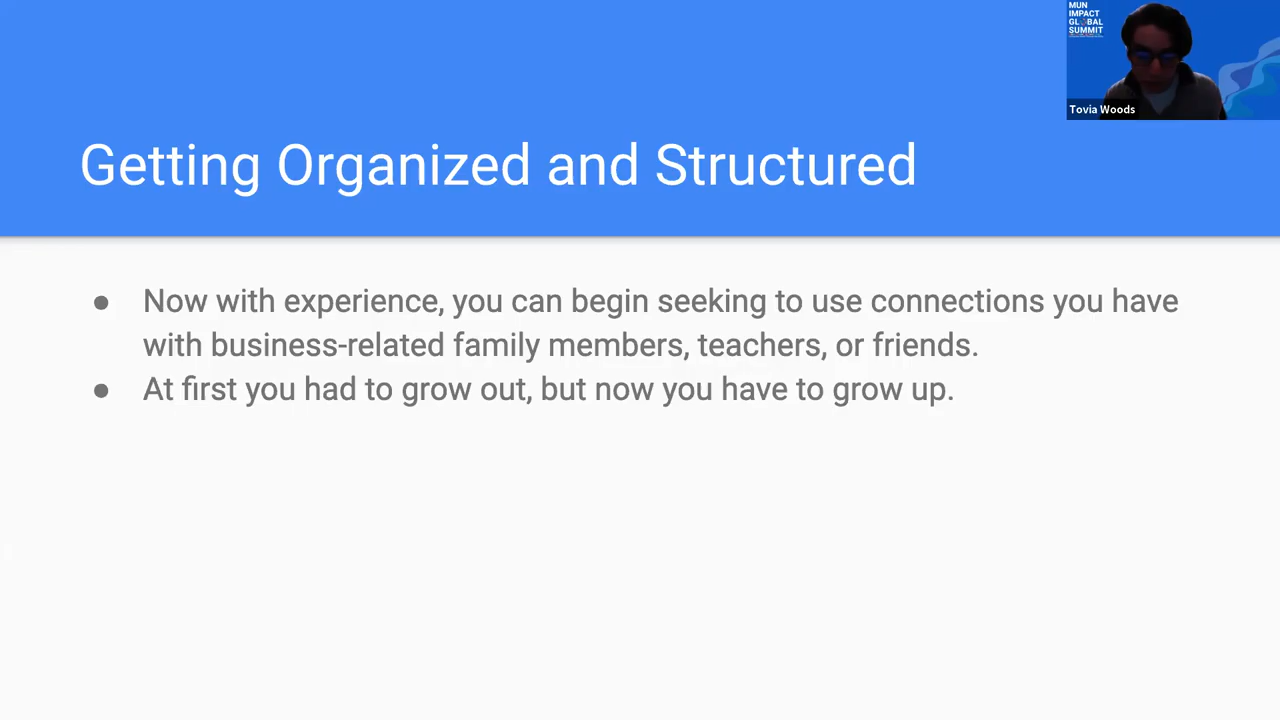 MUN
IMPACT
GLOBAL
SUMMIT
Tovia Woods
Getting Organized and Structured
● Now with experience, you can begin seeking to use connections you have
with business-related family members, teachers, or friends.
● At first you had to grow out, but now you have to grow up.